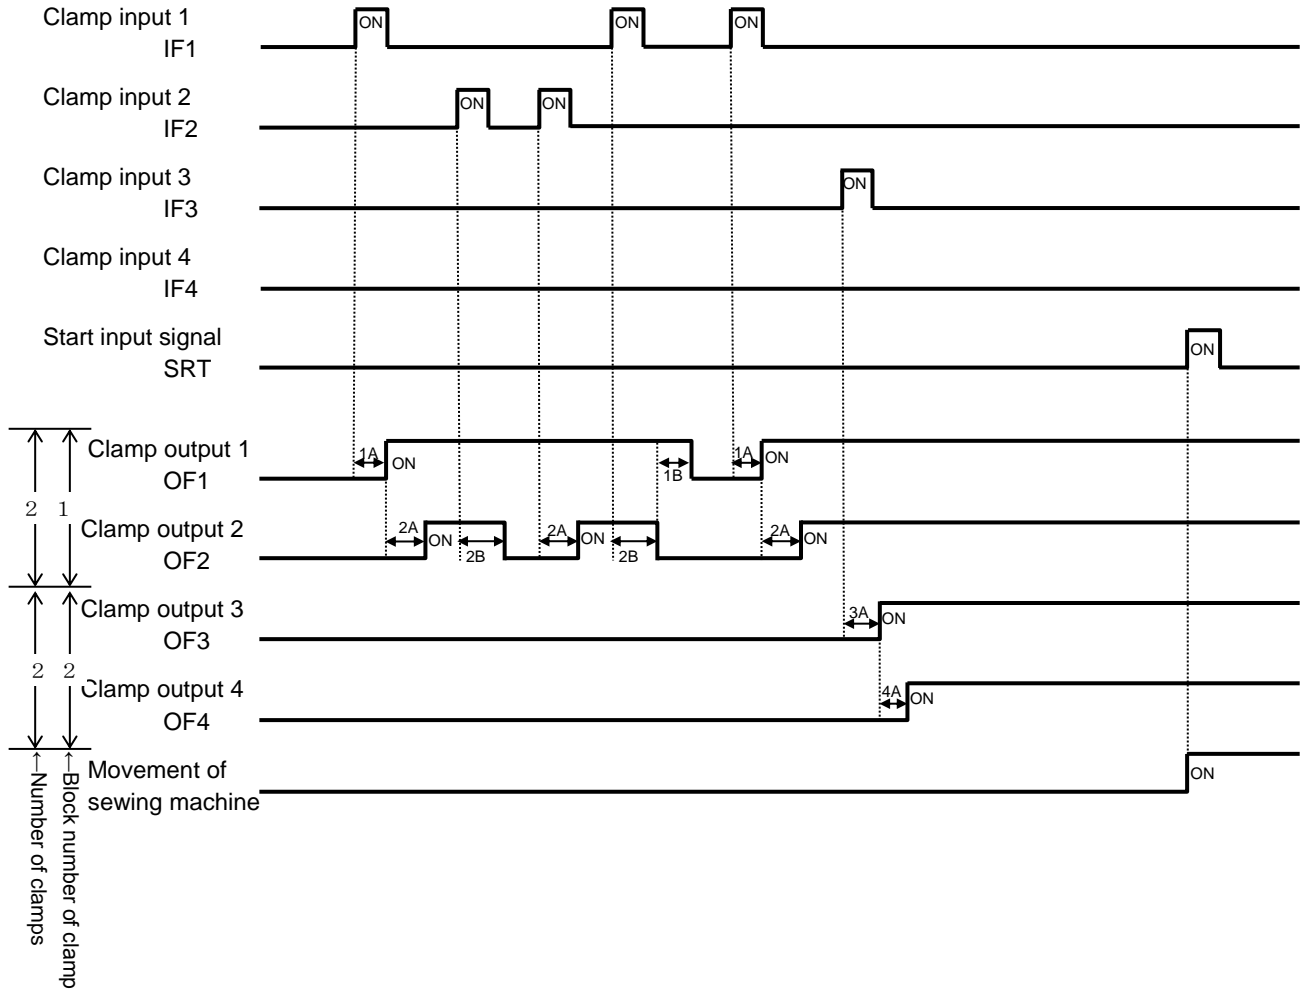 Clamp input 1
ON ON ON
IF1
Clamp input 2
ON ON
IF2
Clamp input 3
ON
IF3
Clamp input 4
IF4
Start input signal
ON
SRT
Clamp output 1
1A ON 1B 1A ON
OF1
2 1
Clamp output 2
2A ON 2B 2A ON 2B 2A ON
OF2
Clamp output 3
3A ON
OF3
2 2
Clamp output 4
4A ON
OF4
Movement of
sewing machine
ON
←Number of clamps
←Block number of clamp